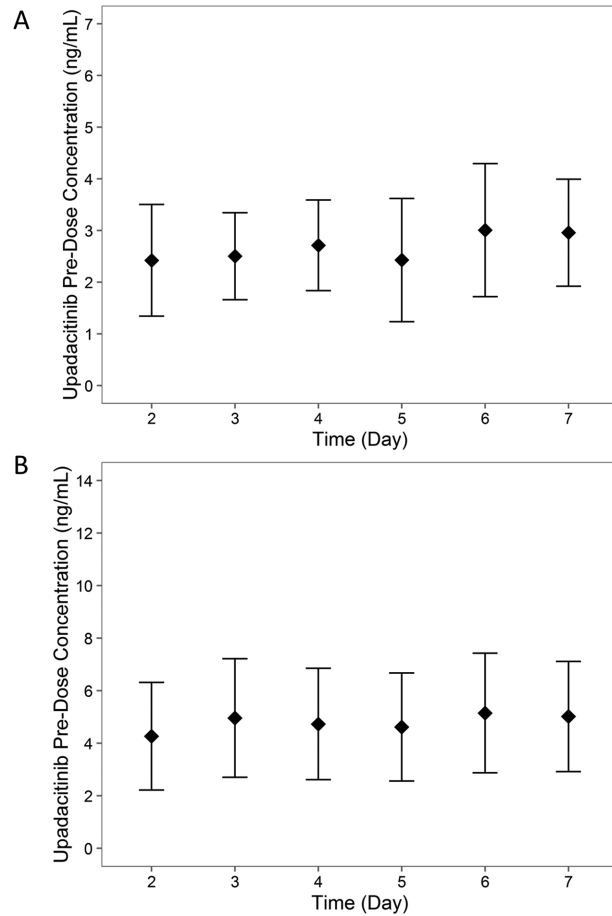 A
Upadacitinib Pre-Dose Concentration (ng/mL)
7
6
5
4
3
2
1
0
2 3 4 5 6 7
Time (Day)
B
Upadacitinib Pre-Dose Concentration (ng/mL)
14
12
10
8
6
4
2
0
2 3 4 5 6 7
Time (Day)